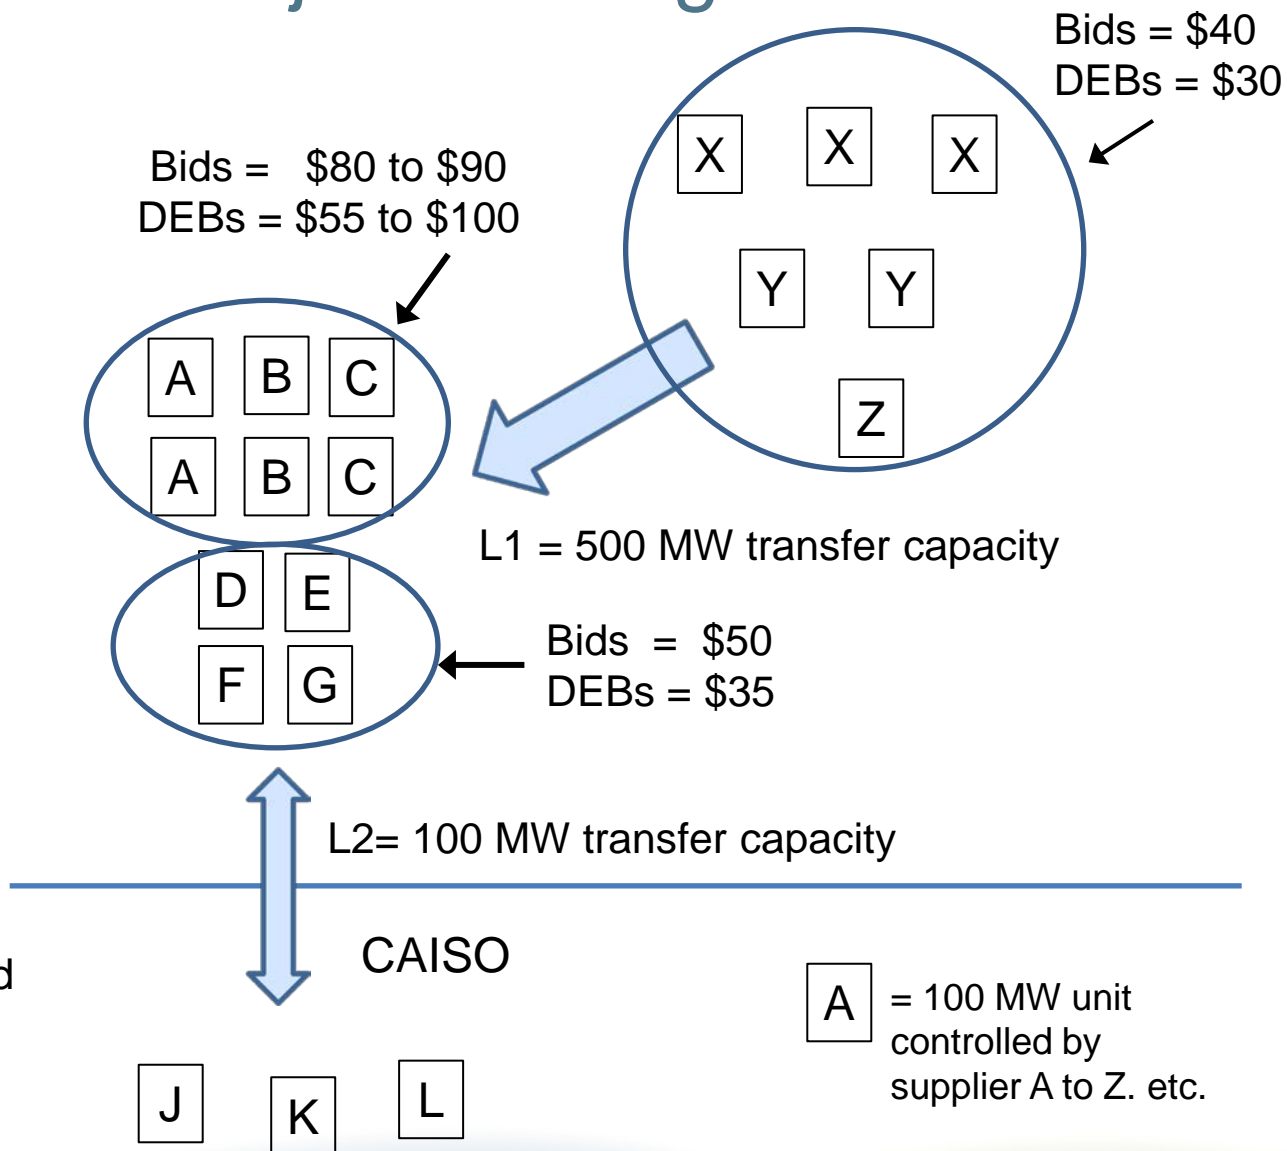 Bids = $40
DEBs = $30
Bids = $80 to $90
DEBs = $55 to $100
X X X
Y Y
Z
A B C
A B C
L1 = 500 MW transfer capacity
D E
F G
Bids = $50
DEBs = $35
L2= 100 MW transfer capacity
CAISO
A
= 100 MW unit
controlled by
supplier A to Z. etc.
J K L